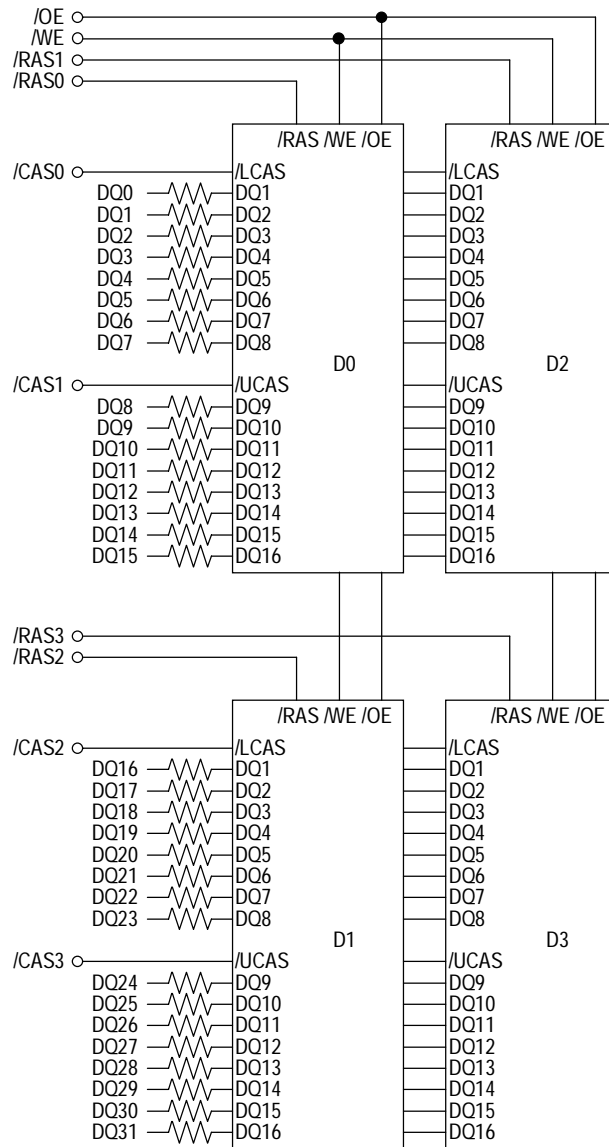 /OE
/WE
/RAS1
/RAS0
/RAS /WE /OE /RAS /WE /OE
/CAS0 /LCAS /LCAS
DQ0 DQ1 DQ1
DQ1 DQ2 DQ2
DQ2 DQ3 DQ3
DQ3 DQ4 DQ4
DQ4 DQ5 DQ5
DQ5 DQ6 DQ6
DQ6 DQ7 DQ7
DQ7 DQ8 DQ8
D0 D2
/CAS1 /UCAS /UCAS
DQ8 DQ9 DQ9
DQ9 DQ10 DQ10
DQ10 DQ11 DQ11
DQ11 DQ12 DQ12
DQ12 DQ13 DQ13
DQ13 DQ14 DQ14
DQ14 DQ15 DQ15
DQ15 DQ16 DQ16
/RAS3
/RAS2
/RAS /WE /OE /RAS /WE /OE
/CAS2 /LCAS /LCAS
DQ16 DQ1 DQ1
DQ17 DQ2 DQ2
DQ18 DQ3 DQ3
DQ19 DQ4 DQ4
DQ20 DQ5 DQ5
DQ21 DQ6 DQ6
DQ22 DQ7 DQ7
DQ23 DQ8 DQ8
D1 D3
/CAS3 /UCAS /UCAS
DQ24 DQ9 DQ9
DQ25 DQ10 DQ10
DQ26 DQ11 DQ11
DQ27 DQ12 DQ12
DQ28 DQ13 DQ13
DQ29 DQ14 DQ14
DQ30 DQ15 DQ15
DQ31 DQ16 DQ16